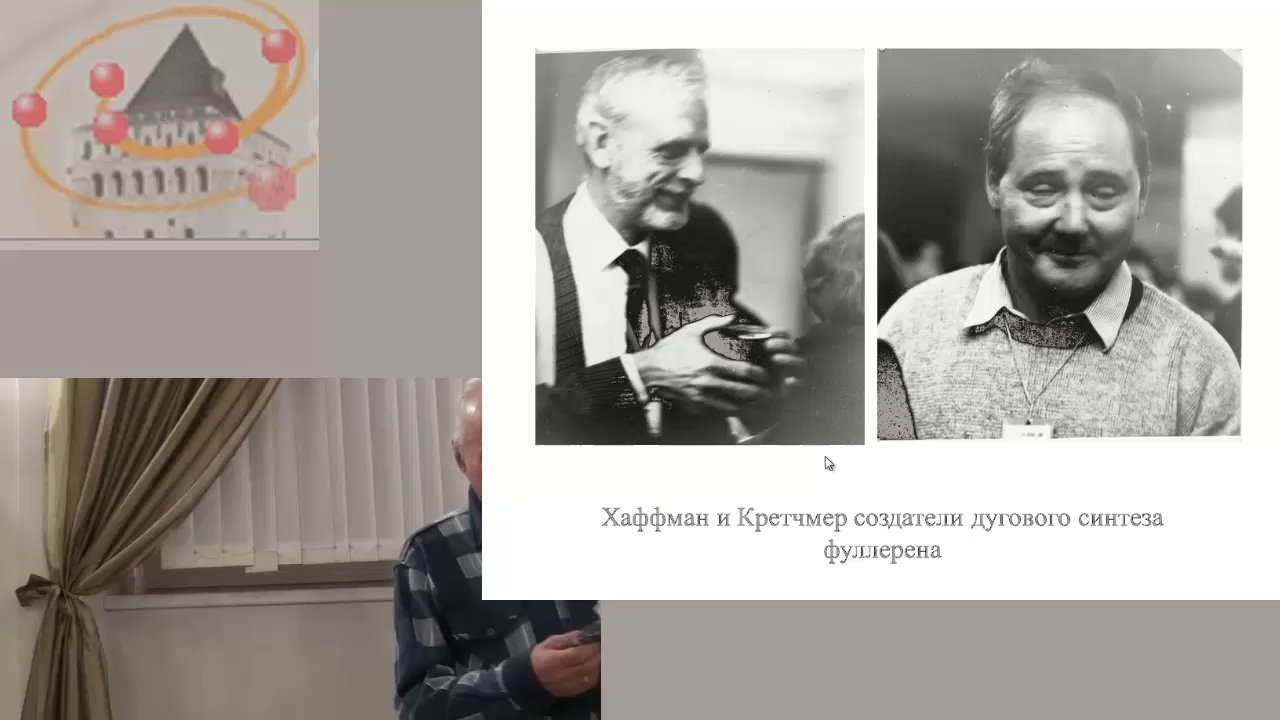 Хаффман и Кретчмер создатели дугового синтеза
фуллерена